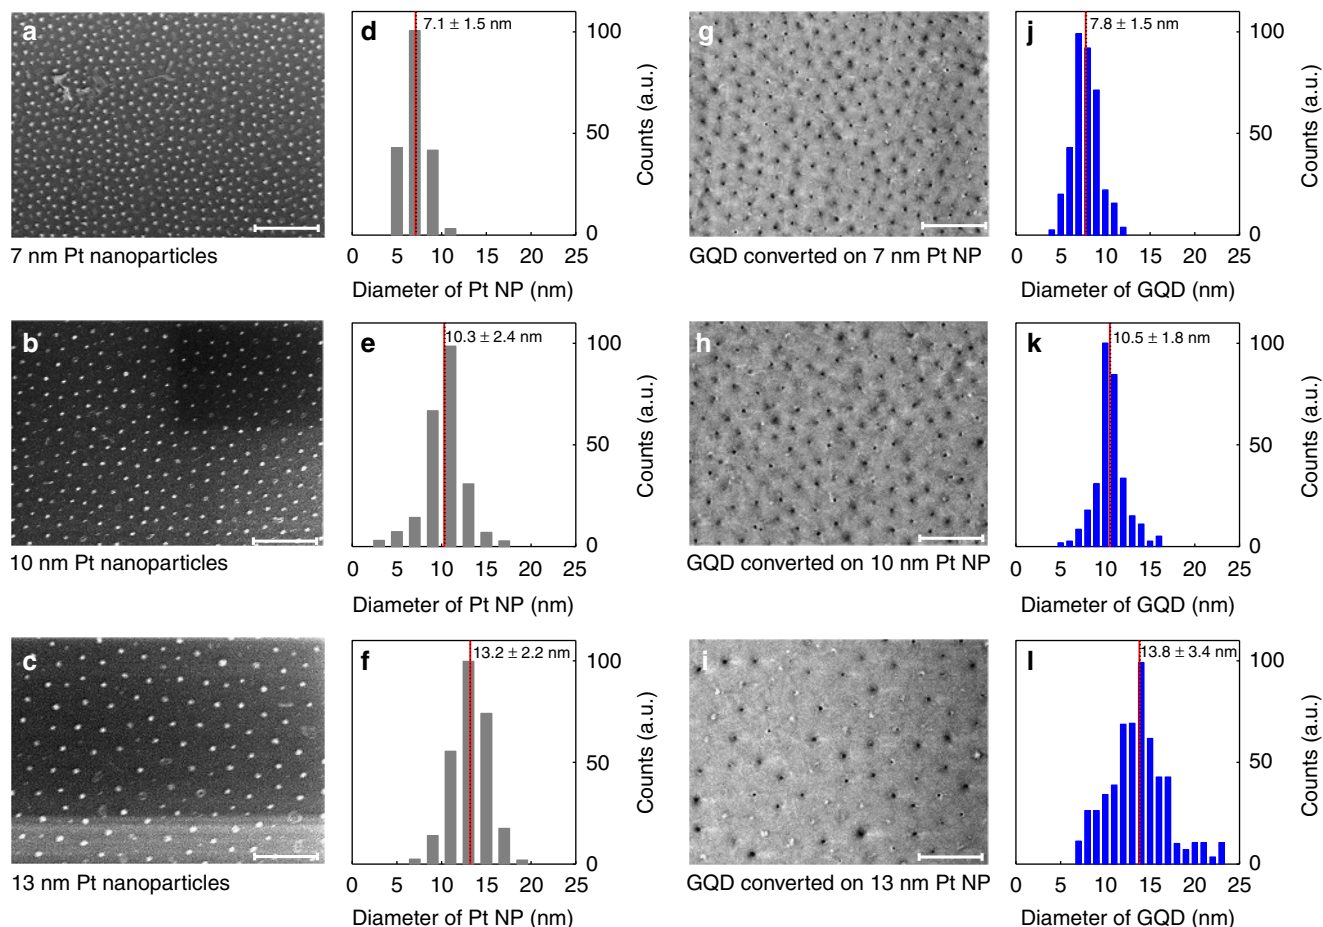 a
7 nm Pt nanoparticles
d
7.1 ± 1.5 nm
100
50
0
Counts (a.u.)
0 5 10 15 20 25
Diameter of Pt NP (nm)
g
GQD converted on 7 nm Pt NP
j
7.8 ± 1.5 nm
100
50
0
Counts (a.u.)
0 5 10 15 20 25
Diameter of GQD (nm)
b
10 nm Pt nanoparticles
e
10.3 ± 2.4 nm
100
50
0
Counts (a.u.)
0 5 10 15 20 25
Diameter of Pt NP (nm)
h
GQD converted on 10 nm Pt NP
k
10.5 ± 1.8 nm
100
50
0
Counts (a.u.)
0 5 10 15 20 25
Diameter of GQD (nm)
c
13 nm Pt nanoparticles
f
13.2 ± 2.2 nm
100
50
0
Counts (a.u.)
0 5 10 15 20 25
Diameter of Pt NP (nm)
i
GQD converted on 13 nm Pt NP
l
13.8 ± 3.4 nm
100
50
0
Counts (a.u.)
0 5 10 15 20 25
Diameter of GQD (nm)